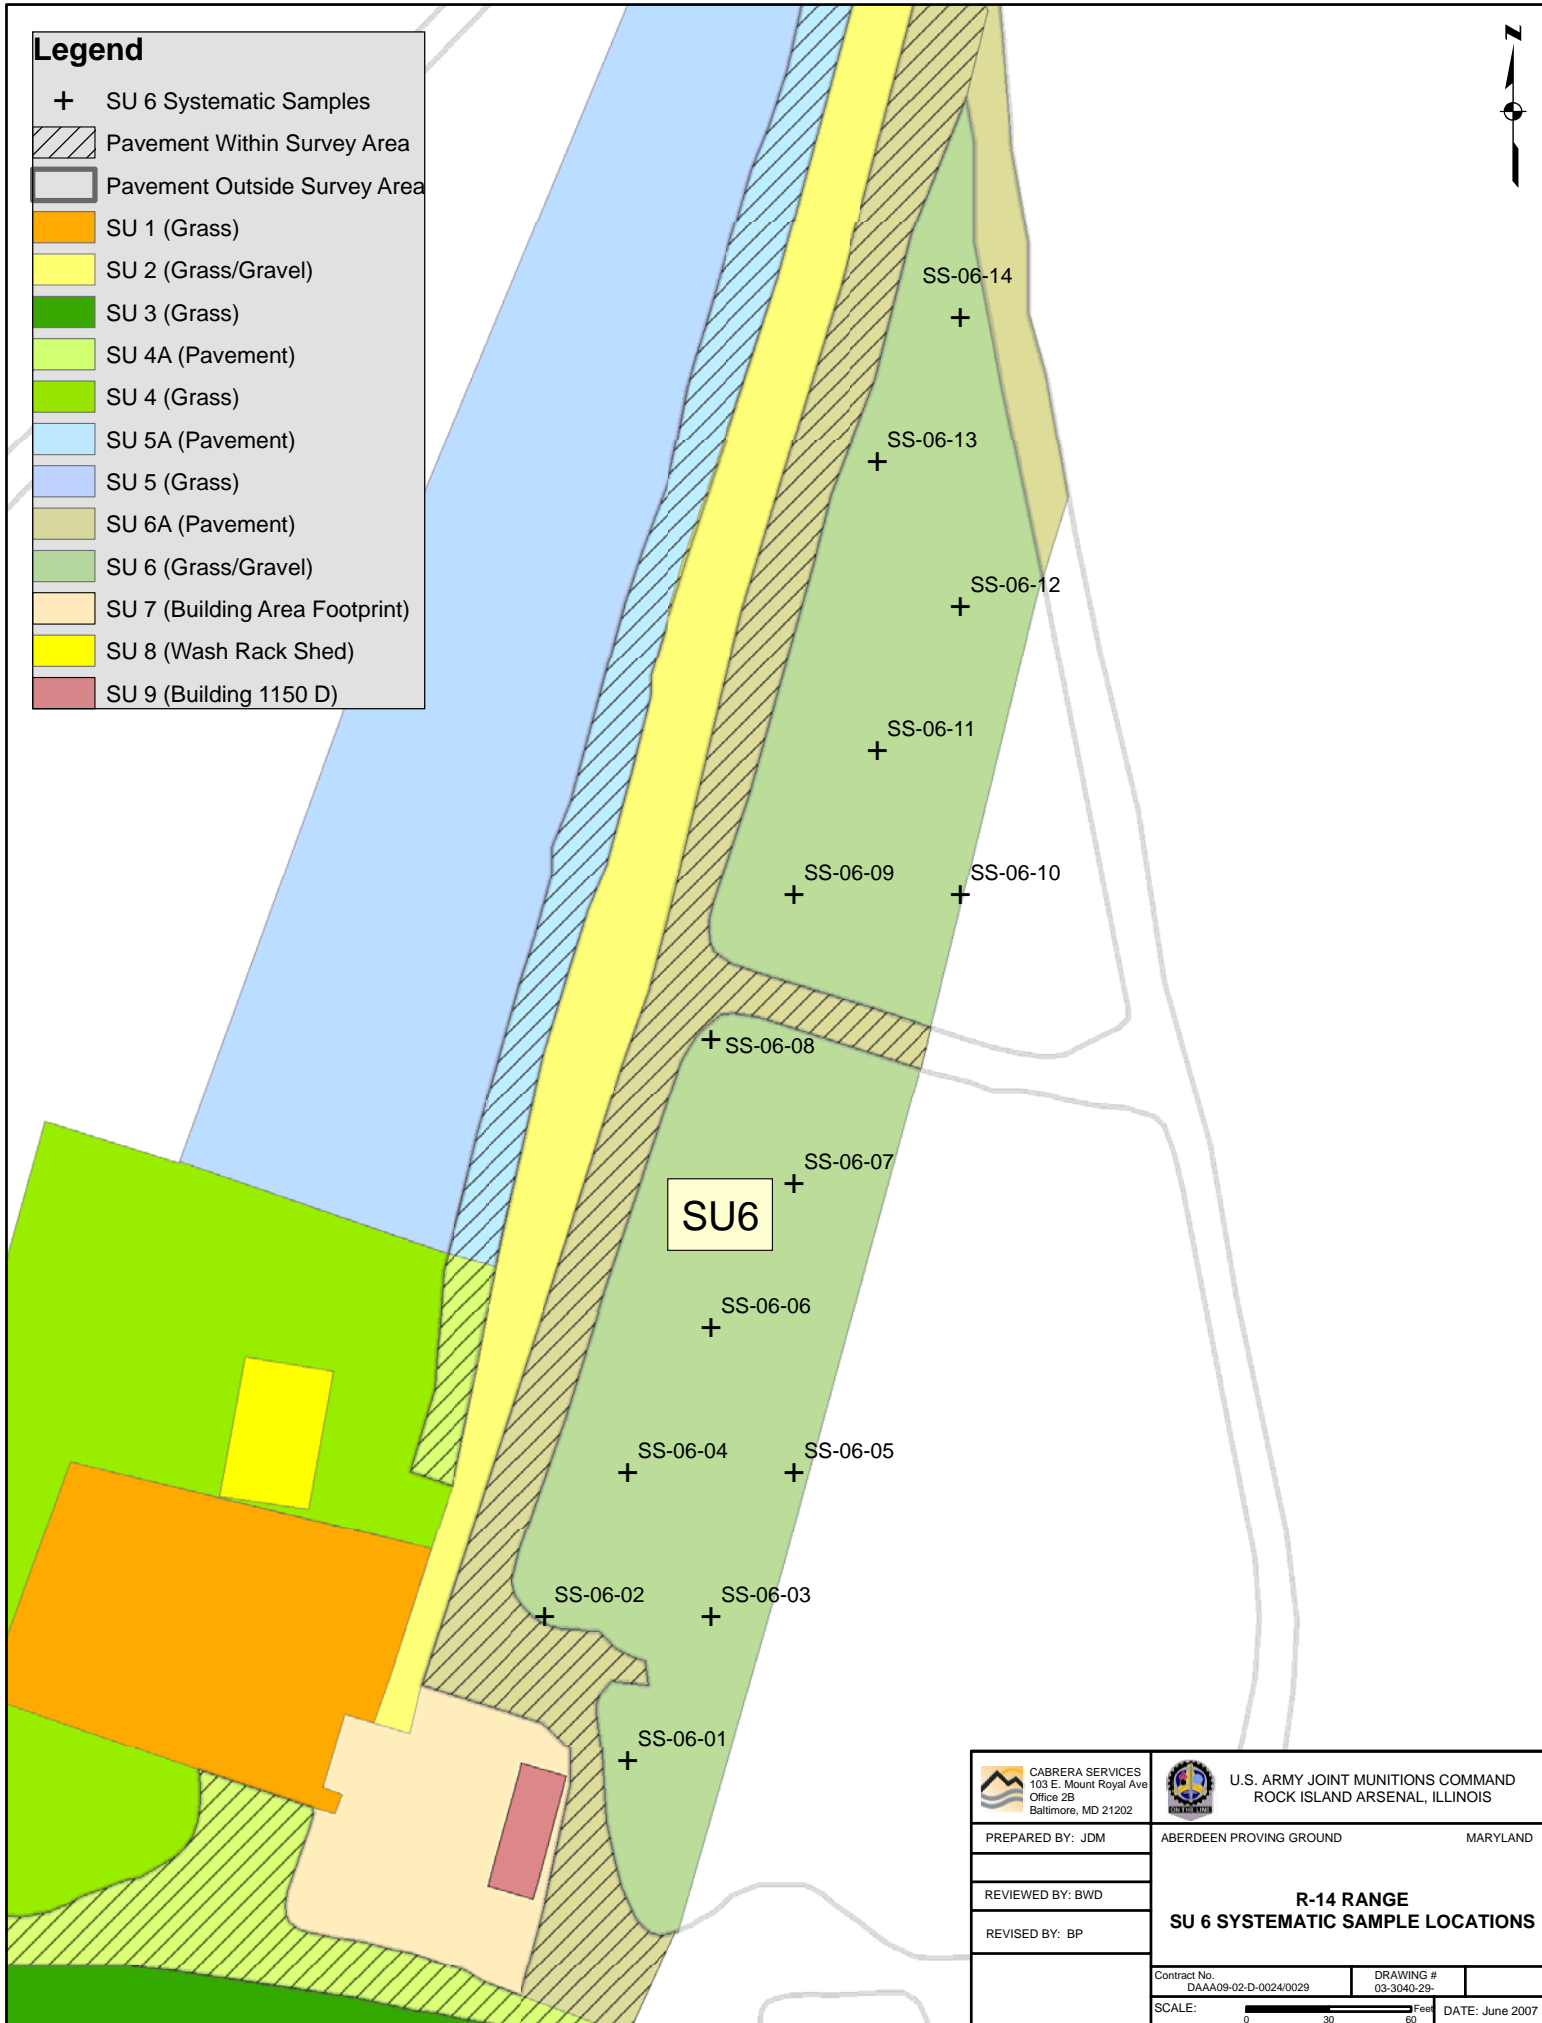 Legend
SU 6 Systematic Samples
Pavement Within Survey Area
Pavement Outside Survey Area
SU 1 (Grass)
SU 2 (Grass/Gravel)
SU 3 (Grass)
SU 4A (Pavement)
SU 4 (Grass)
SU 5A (Pavement)
SU 5 (Grass)
SU 6A (Pavement)
SU 6 (Grass/Gravel)
SU 7 (Building Area Footprint)
SU 8 (Wash Rack Shed)
SU 9 (Building 1150 D)
N
SS-06-14
SS-06-13
SS-06-12
SS-06-11
SS-06-09
SS-06-10
SS-06-08
SS-06-07
SU6
SS-06-06
SS-06-04
SS-06-05
SS-06-02
SS-06-03
SS-06-01
CABRERA SERVICES
103 E. Mount Royal Ave
Office 2B
Baltimore, MD 21202
ON THE LINE
U.S. ARMY JOINT MUNITIONS COMMAND
ROCK ISLAND ARSENAL, ILLINOIS
PREPARED BY: JDM
REVIEWED BY: BWD
REVISED BY: BP
ABERDEEN PROVING GROUND MARYLAND
R-14 RANGE
SU 6 SYSTEMATIC SAMPLE LOCATIONS
Contract No.
DAAA09-02-D-0024/0029
DRAWING #
03-3040-29-
SCALE:
0 30 60 Feet
DATE: June 2007